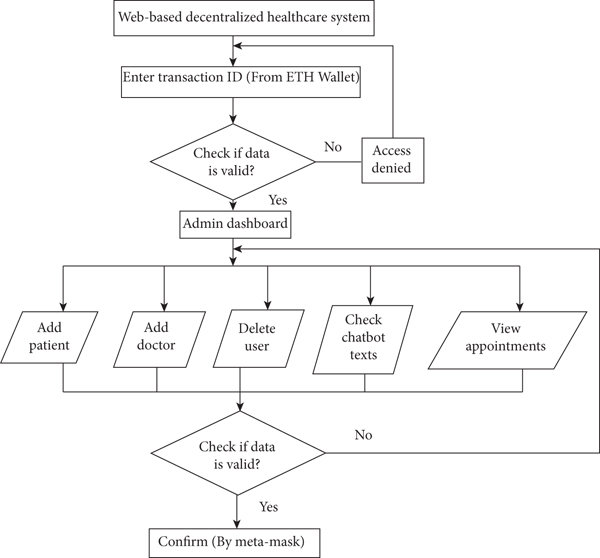 Web-based decentralized healthcare system
Enter transaction ID (From ETH Wallet)
Check if data
is valid?
No
Access
denied
Yes
Admin dashboard
Add
patient
Add
doctor
Delete
user
Check
chatbot
texts
View
appointments
Check if data
is valid?
No
Yes
Confirm (By meta-mask)